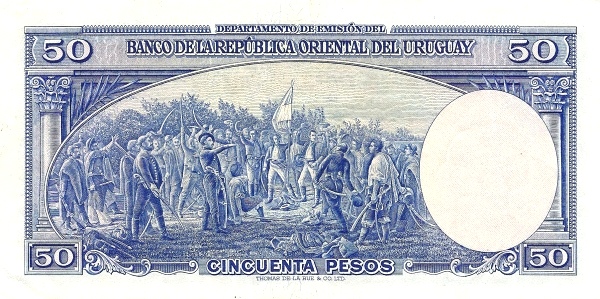 DEPARTAMENTO DE EMISIÓN DEL
50 BANCO DE LA REPÚBLICA ORIENTAL DEL URUGUAY 50
50 CINCUENTA PESOS 50
THOMAS DE LA RUE & CO. LTD.